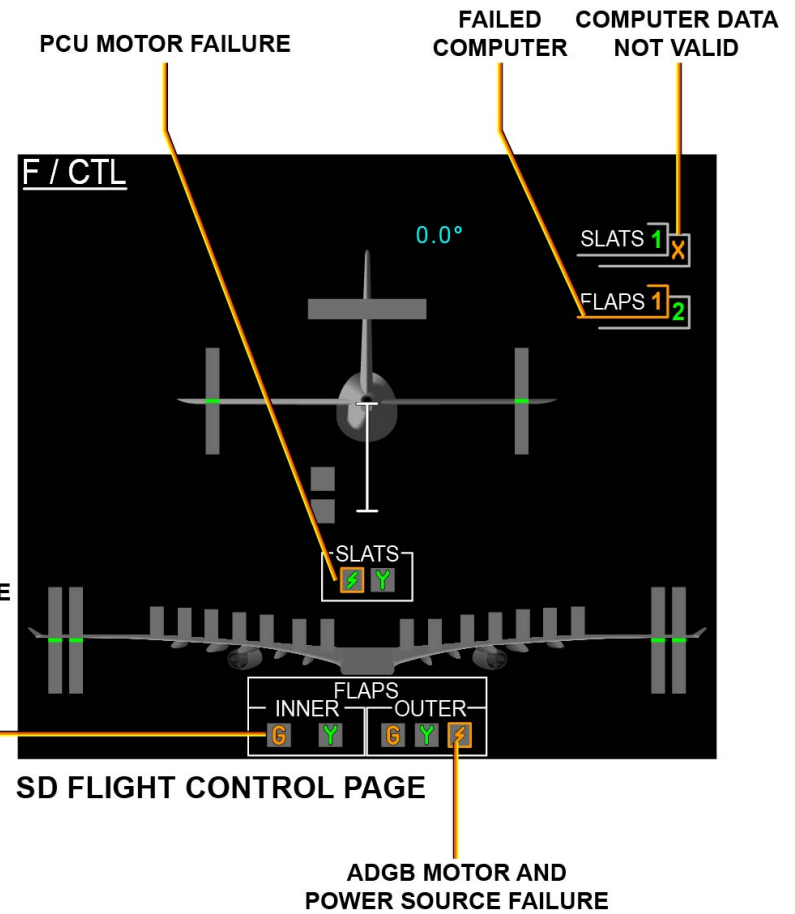 PCU MOTOR FAILURE
FAILED
COMPUTER
COMPUTER DATA
NOT VALID
F / CTL
0.0°
SLATS 1 X
FLAPS 1 2
SLATS
Y
E
FLAPS
INNER OUTER
G Y G Y
SD FLIGHT CONTROL PAGE
ADGB MOTOR AND
POWER SOURCE FAILURE